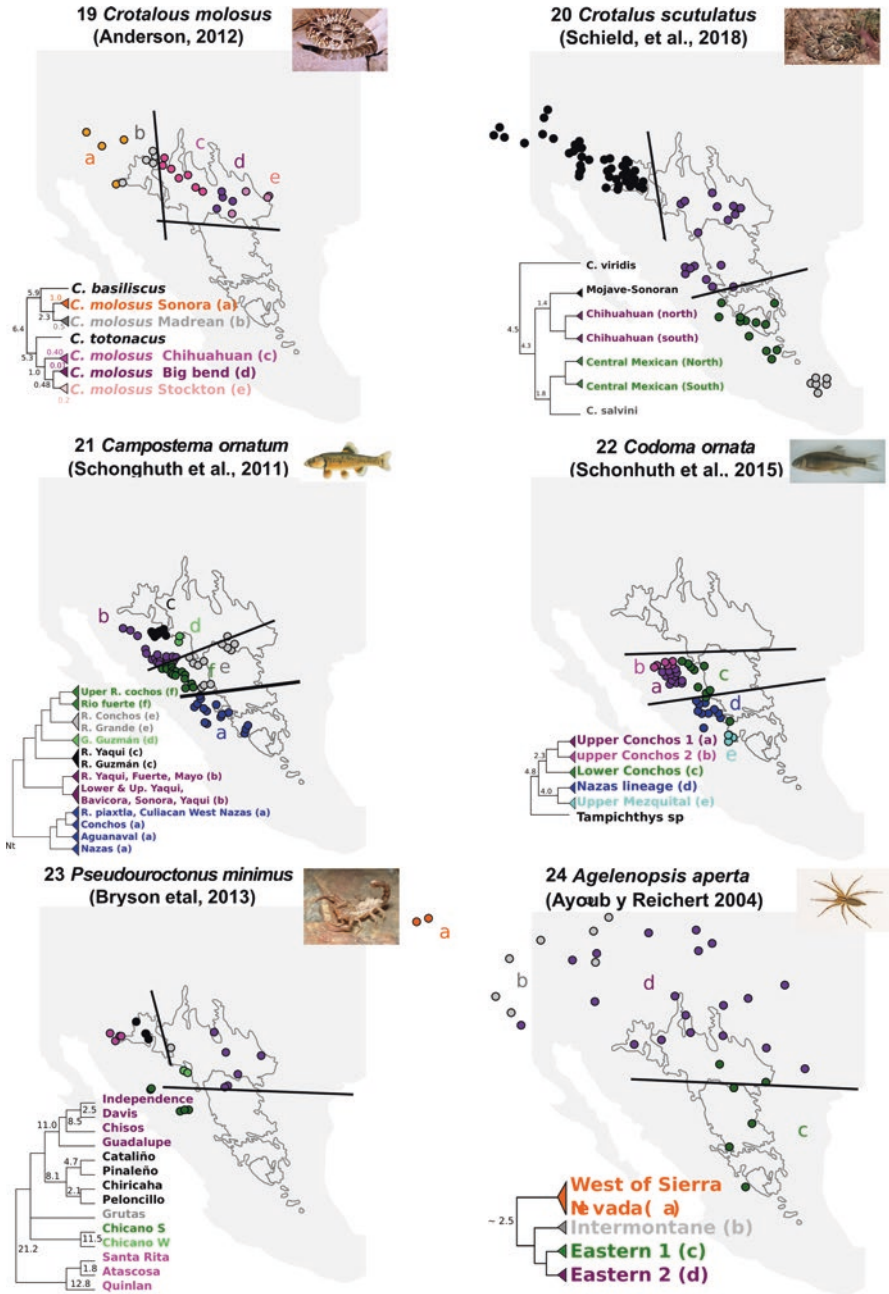 19 Crotalous molosus
(Anderson, 2012)
b
c
a
d
e
C. basiliscus
5.9
1.0
C. molosus Sonora (a)
2.3
C. molosus Madrean (b)
0.5
6.4
C. totonacus
5.3
0.40
C. molosus Chihuahuan (c)
0.0
1.0
C. molosus Big bend (d)
0.48
C. molosus Stockton (e)
0.2
20 Crotalus scutulatus
(Schield, et al., 2018)
C. viridis
Mojave-Sonoran
1.4
Chihuahuan (north)
Chihuahuan (south)
4.5
4.3
Central Mexican (North)
Central Mexican (South)
1.8
C. salvini
21 Campostema ornatum
(Schonghuth et al., 2011)
b
c
d
e
f
a
Uper R. cochos (f)
Rio fuerte (f)
R. Conchos (e)
R. Grande (e)
G. Guzmán (d)
R. Yaqui (c)
R. Guzmán (c)
R. Yaqui, Fuerte, Mayo (b)
Lower & Up. Yaqui,
Bavicora, Sonora, Yaqui (b)
R. piaxtla, Culiacan West Nazas (a)
Conchos (a)
Aguanaval (a)
Nazas (a)
Nt
22 Codoma ornata
(Schonhuth et al.. 2015)
b
a
c
d
e
Upper Conchos 1 (a)
2.3
upper Conchos 2 (b)
Lower Conchos (c)
4.8
Nazas lineage (d)
4.0
Upper Mezquital (e)
Tampichthys sp
23 Pseudouroctonus minimus
(Bryson etal, 2013)
a
Independence
2.5
Davis
8.5
11.0
Chisos
Guadalupe
Cataliño
4.7
Pinaleño
8.1
Chiricaha
2.1
Peloncillo
Grutas
Chicano S
11.5
Chicano W
21.2
Santa Rita
1.8
Atascosa
12.8
Quinlan
24 Agelenopsis aperta
(Ayoub y Reichert 2004)
b
d
c
West of Sierra
Nevada( a)
~ 2.5
Intermontane (b)
Eastern 1 (c)
Eastern 2 (d)